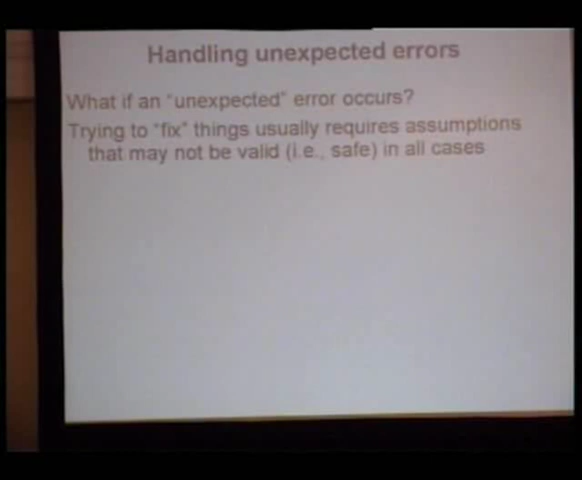 Handling unexpected errors
What if an "unexpected" error occurs?
Trying to "fix" things usually requires assumptions
that may not be valid (i.e., safe) in all cases